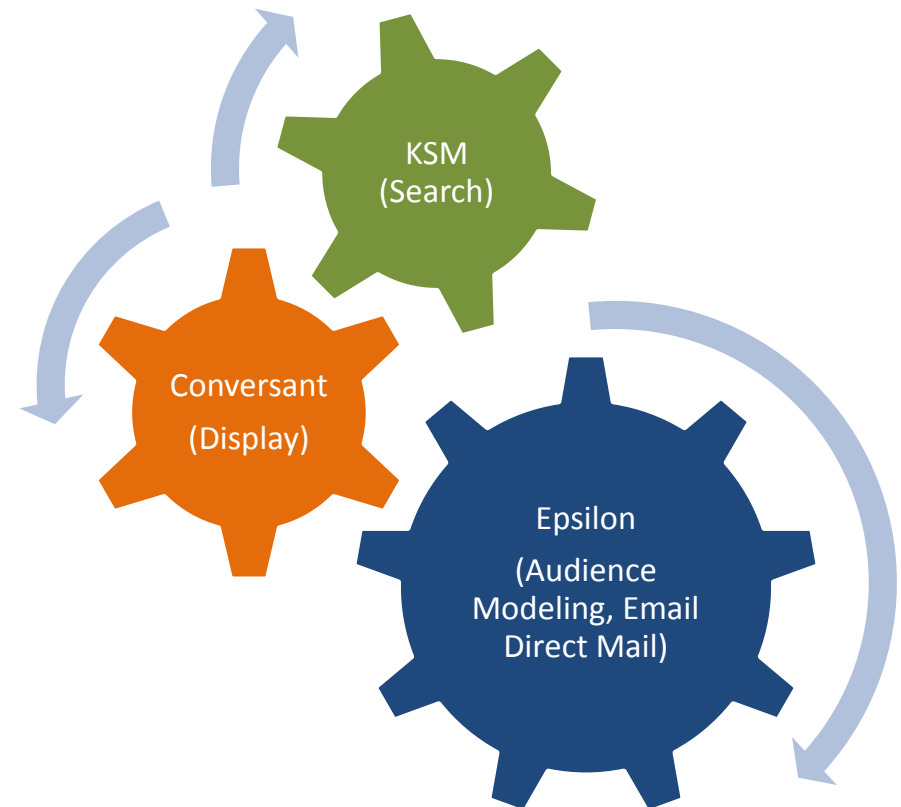 KSM
(Search)
Conversant
(Display)
Epsilon
(Audience
Modeling, Email
Direct Mail)